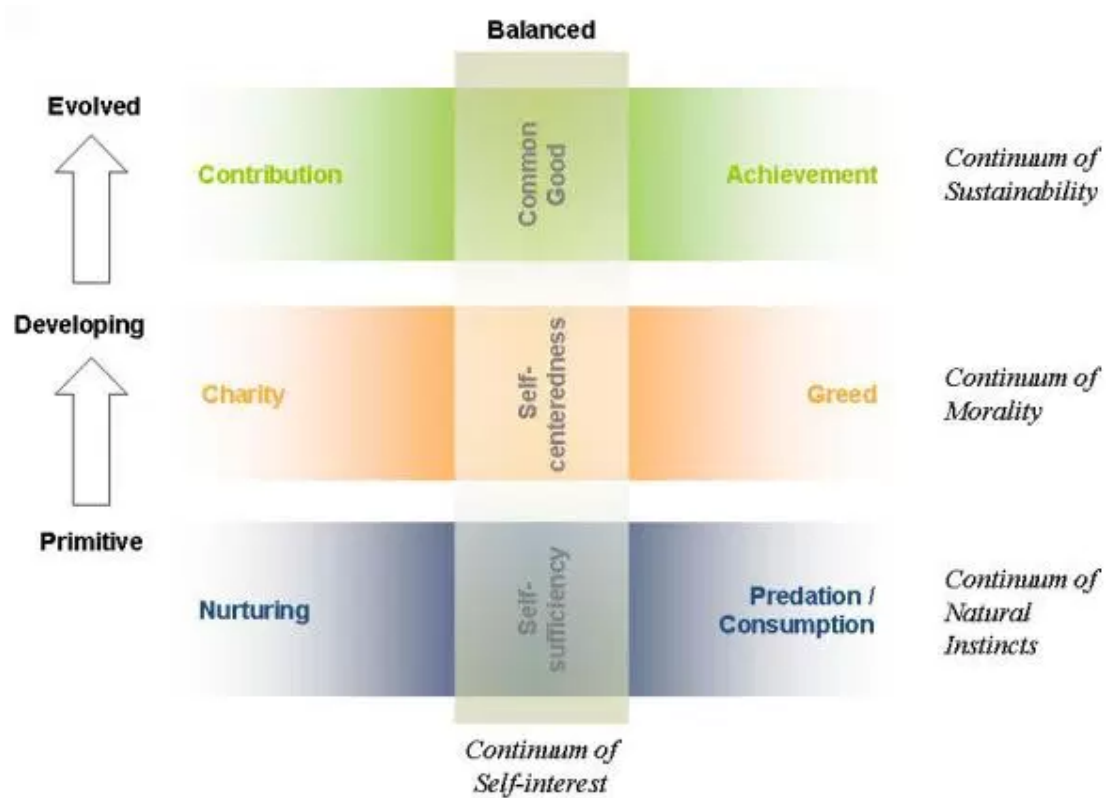 Balanced
Evolved
Contribution
Common
Good
Achievement
Continuum of
Sustainability
Developing
Charity
Self-
centeredness
Greed
Continuum of
Morality
Primitive
Nurturing
Self-
sufficiency
Predation /
Consumption
Continuum of
Natural
Instincts
Continuum of
Self-interest